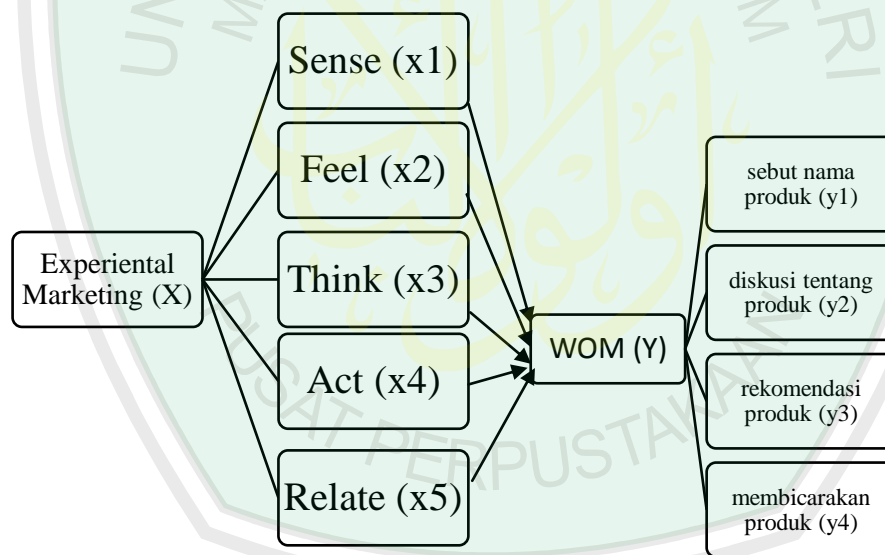 Sense (x1)
Feel (x2)
Experiental
Marketing (X)
Think (x3)
Act (x4)
Relate (x5)
WOM (Y)
sebut nama
produk (y1)
diskusi tentang
produk (y2)
rekomendasi
produk (y3)
membicarakan
produk (y4)
PUSAT PERPUSTAKAAN